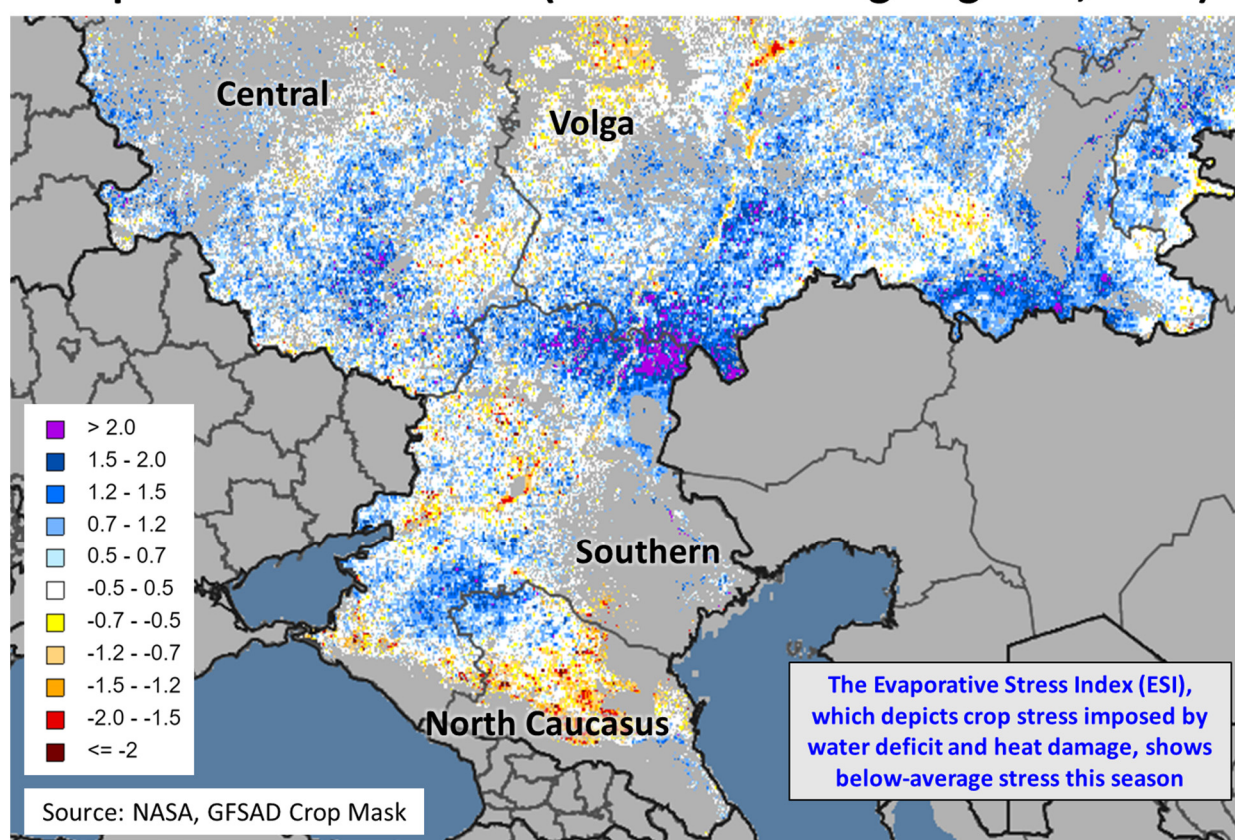 Central
Volga
> 2.0
1.5 - 2.0
1.2 - 1.5
0.7 - 1.2
0.5 - 0.7
-0.5 - 0.5
-0.7 - -0.5
-1.2 - -0.7
-1.5 - -1.2
-2.0 - -1.5
<= -2
Southern
North Caucasus
The Evaporative Stress Index (ESI),
which depicts crop stress imposed by
water deficit and heat damage, shows
below-average stress this season
Source: NASA, GFSAD Crop Mask